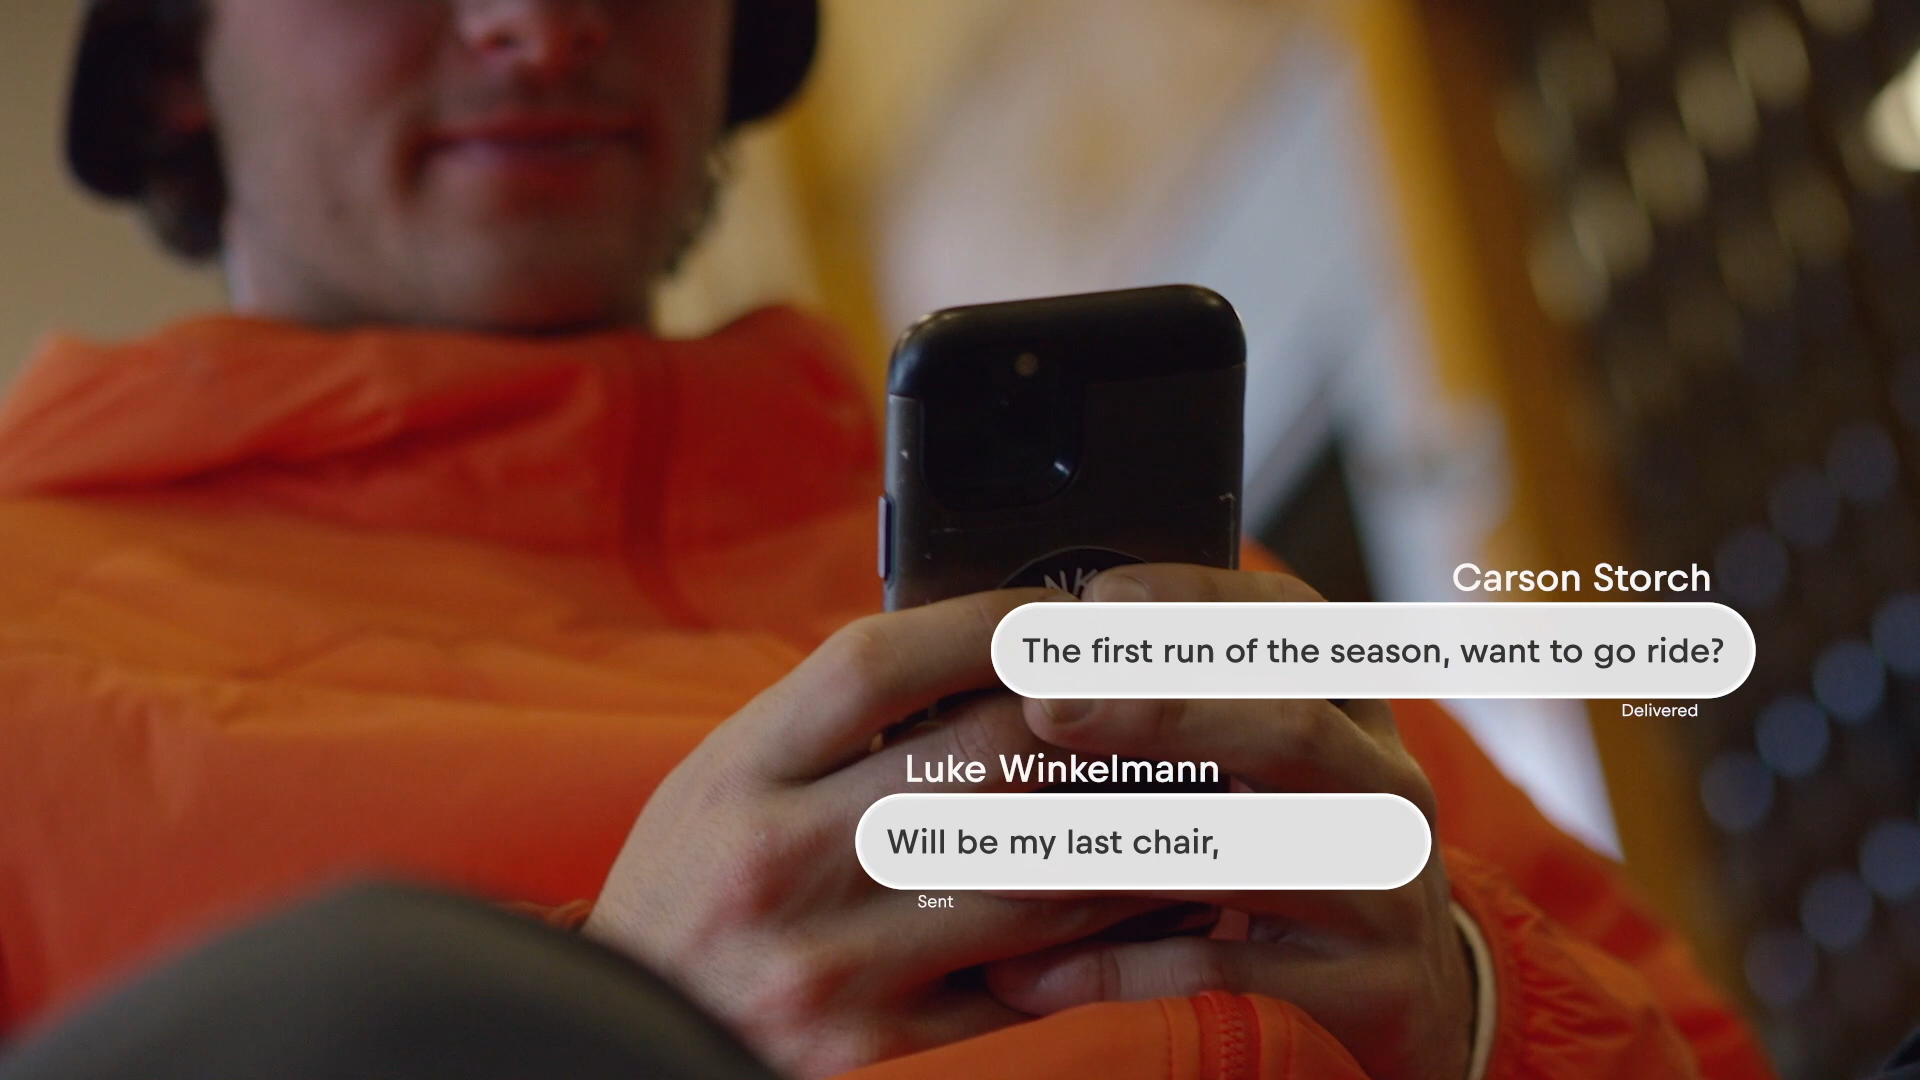 Carson Storch
The first run of the season, want to go ride?
Delivered
Luke Winkelmann
Will be my last chair,
Sent